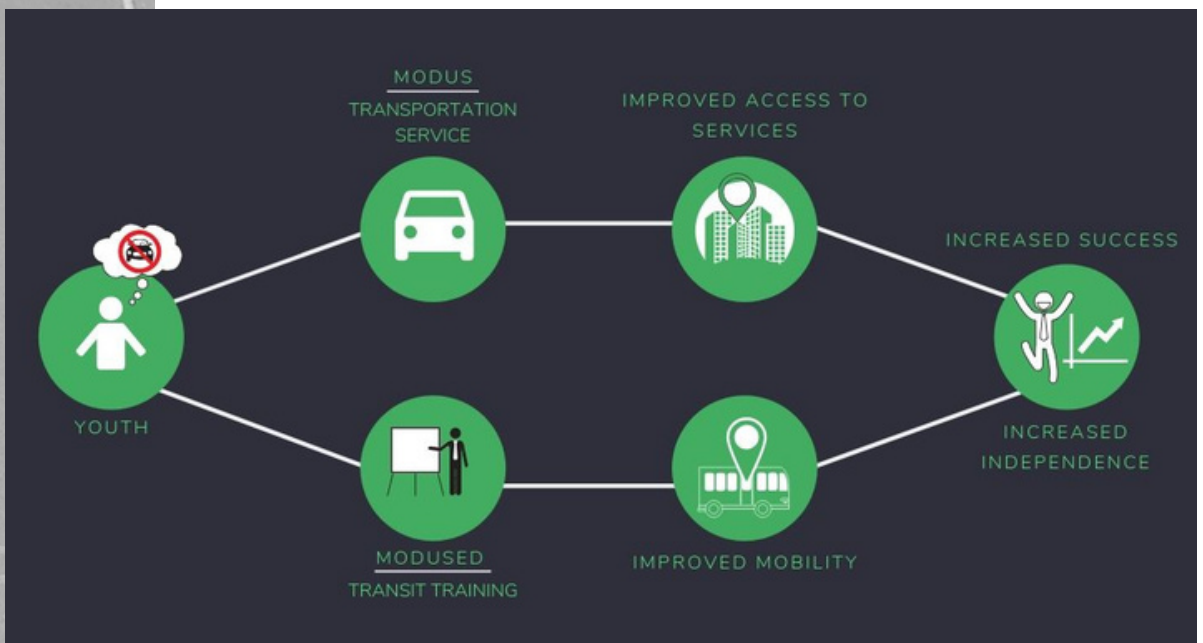 MODUS
TRANSPORTATION
SERVICE
IMPROVED ACCESS TO
SERVICES
YOUTH
INCREASED SUCCESS
INCREASED
INDEPENDENCE
MODUSED
TRANSIT TRAINING
IMPROVED MOBILITY